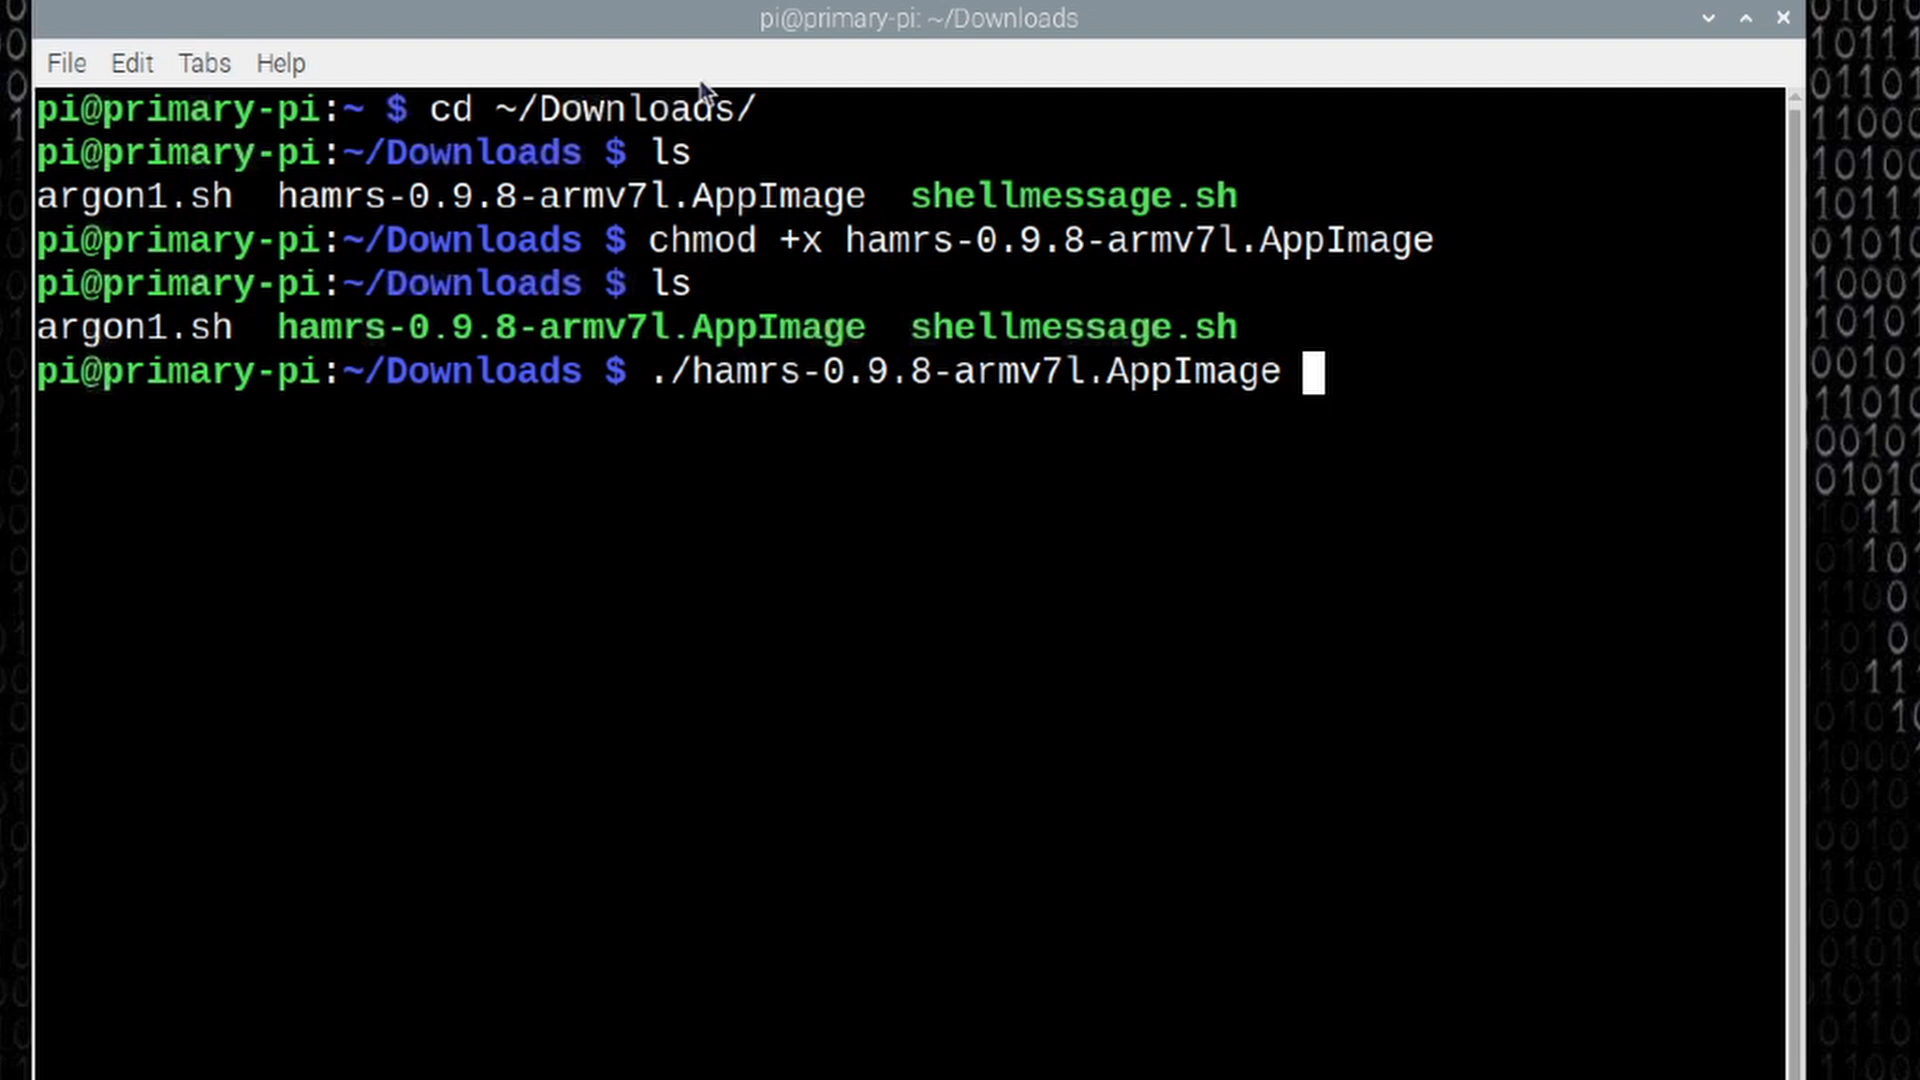 pi@primary-pi: ~/Downloads
File Edit Tabs Help
pi@primary-pi:~ $ cd ~/Downloads/
pi@primary-pi:~/Downloads $ ls
argon1.sh  hamrs-0.9.8-armv7l.AppImage  shellmessage.sh
pi@primary-pi:~/Downloads $ chmod +x hamrs-0.9.8-armv7l.AppImage
pi@primary-pi:~/Downloads $ ls
argon1.sh  hamrs-0.9.8-armv7l.AppImage  shellmessage.sh
pi@primary-pi:~/Downloads $ ./hamrs-0.9.8-armv7l.AppImage